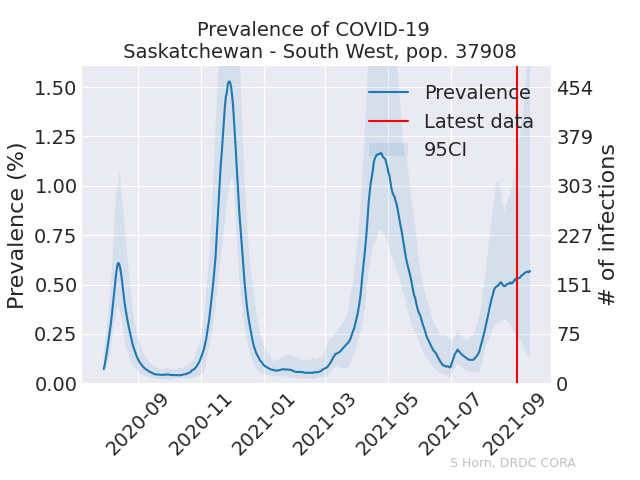 Prevalence of COVID-19
Saskatchewan - South West, pop. 37908
Prevalence (%)
1.50
1.25
1.00
0.75
0.50
0.25
0.00
Prevalence
Latest data
95CI
454
379
303
227
151
75
0
# of infections
2020-09
2020-11
2021-01
2021-03
2021-05
2021-07
2021-09
S Horn, DRDC CORA